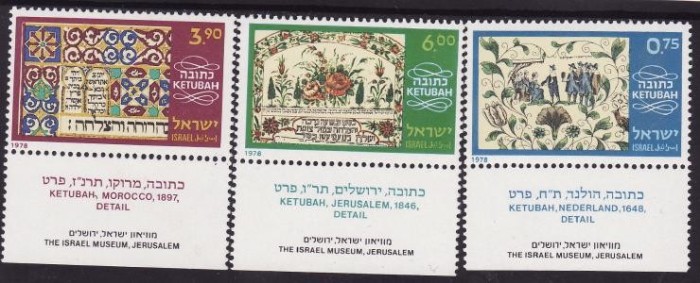 3.90
כתובה
KETUBAH
ישראל
ISRAEL اسرائيل
1978
כתובה, מרוקו, תרנ"ז, פרט
KETUBAH, MOROCCO, 1897,
DETAIL
מוזיאון ישראל, ירושלים
THE ISRAEL MUSEUM, JERUSALEM
6.00
כתובה
KETUBAH
ישראל
ISRAEL اسرائيل
1978
כתובה, ירושלים, תר"ו, פרט
KETUBAH, JERUSALEM, 1846,
DETAIL
מוזיאון ישראל, ירושלים
THE ISRAEL MUSEUM, JERUSALEM
0.75
כתובה
KETUBAH
ישראל
ISRAEL اسرائيل
1978
כתובה, הולנד, ת"ח, פרט
KETUBAH, NEDERLAND, 1648,
DETAIL
מוזיאון ישראל, ירושלים
THE ISRAEL MUSEUM, JERUSALEM